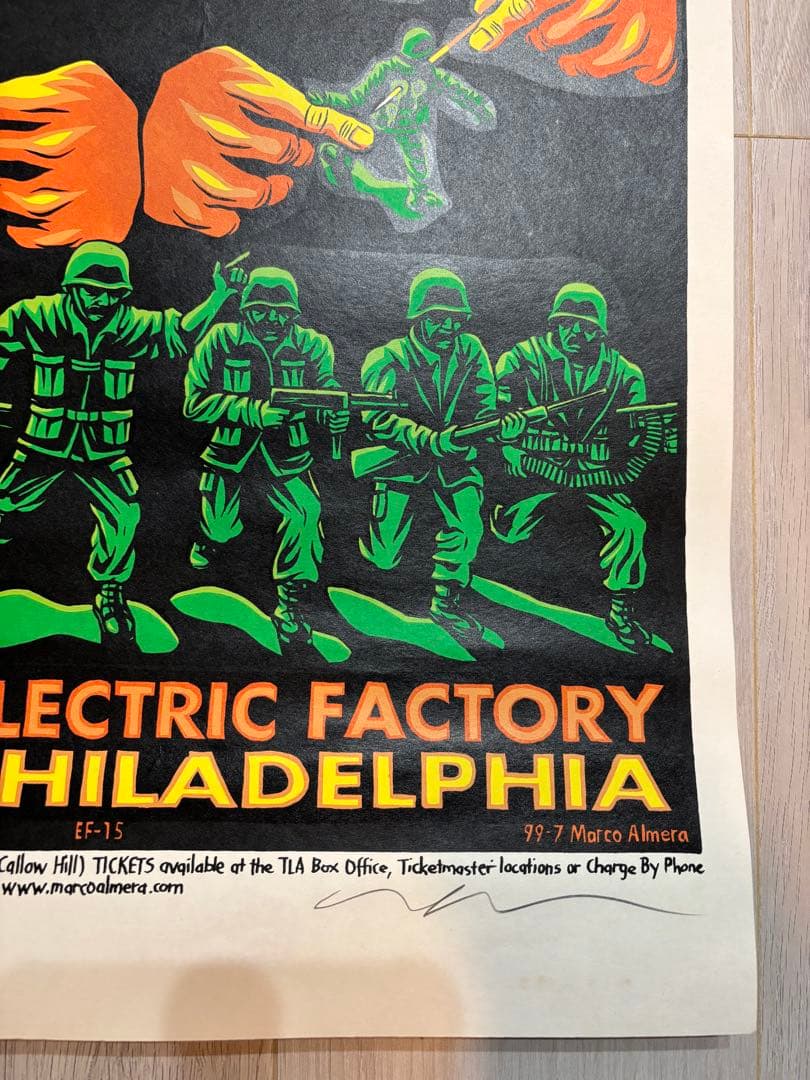 LECTRIC FACTORY
HILADELPHIA
EF-15
99-7 Marco Almera
Callow Hill) TICKETS available at the TLA Box Office, Ticketmaster locations or Charge By Phone
www.marcoalmera.com